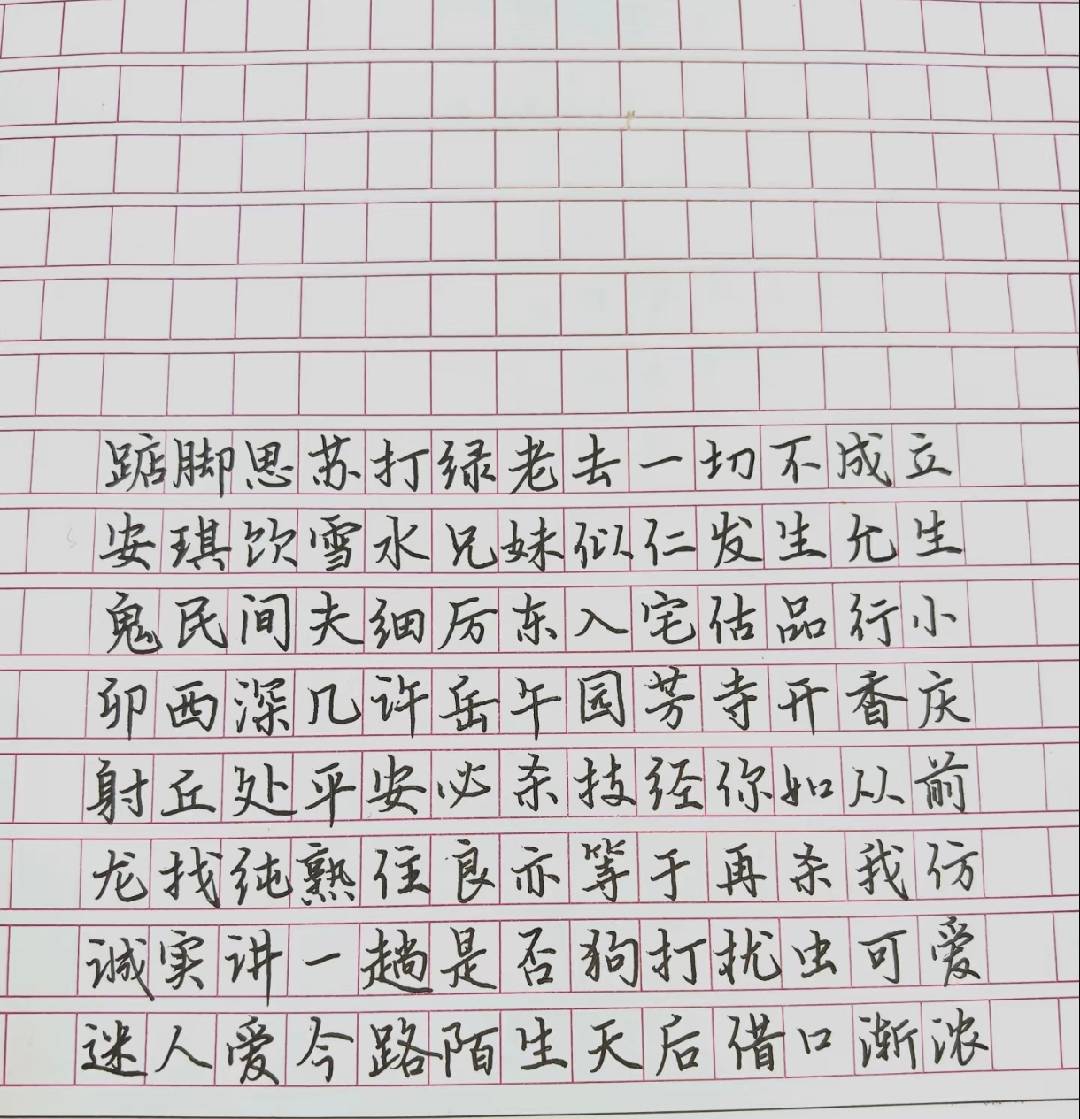 踮脚思苏打绿老去一切不成立
安琪饮雪水兄妹似仁发生允生
鬼民间夫细厉东入宅估品行小
卯西深几许岳午园芳寺开香庆
射丘处平安必杀技经你如从前
龙找纯熟住良亦等于再杀我仿
诚实讲一趟是否狗打扰虫可爱
迷人爱今路陌生天后借口渐浓